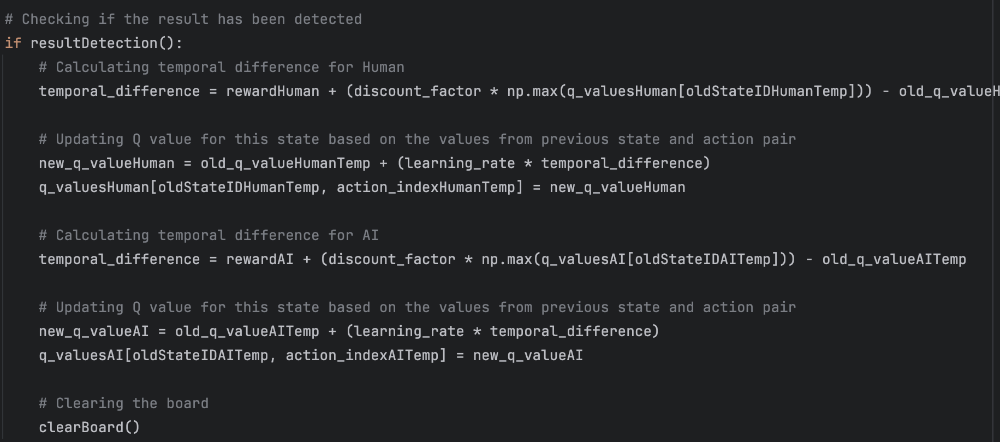 # Checking if the result has been detected
if resultDetection():
# Calculating temporal difference for Human
temporal_difference = rewardHuman + (discount_factor * np.max(q_valuesHuman[oldStateIDHumanTemp])) - old_q_valueH
# Updating Q value for this state based on the values from previous state and action pair
new_q_valueHuman = old_q_valueHumanTemp + (learning_rate * temporal_difference)
q_valuesHuman[oldStateIDHumanTemp, action_indexHumanTemp] = new_q_valueHuman
# Calculating temporal difference for AI
temporal_difference = rewardAI + (discount_factor * np.max(q_valuesAI[oldStateIDAITemp])) - old_q_valueAITemp
# Updating Q value for this state based on the values from previous state and action pair
new_q_valueAI = old_q_valueAITemp + (learning_rate * temporal_difference)
q_valuesAI[oldStateIDAITemp, action_indexAITemp] = new_q_valueAI
# Clearing the board
clearBoard()